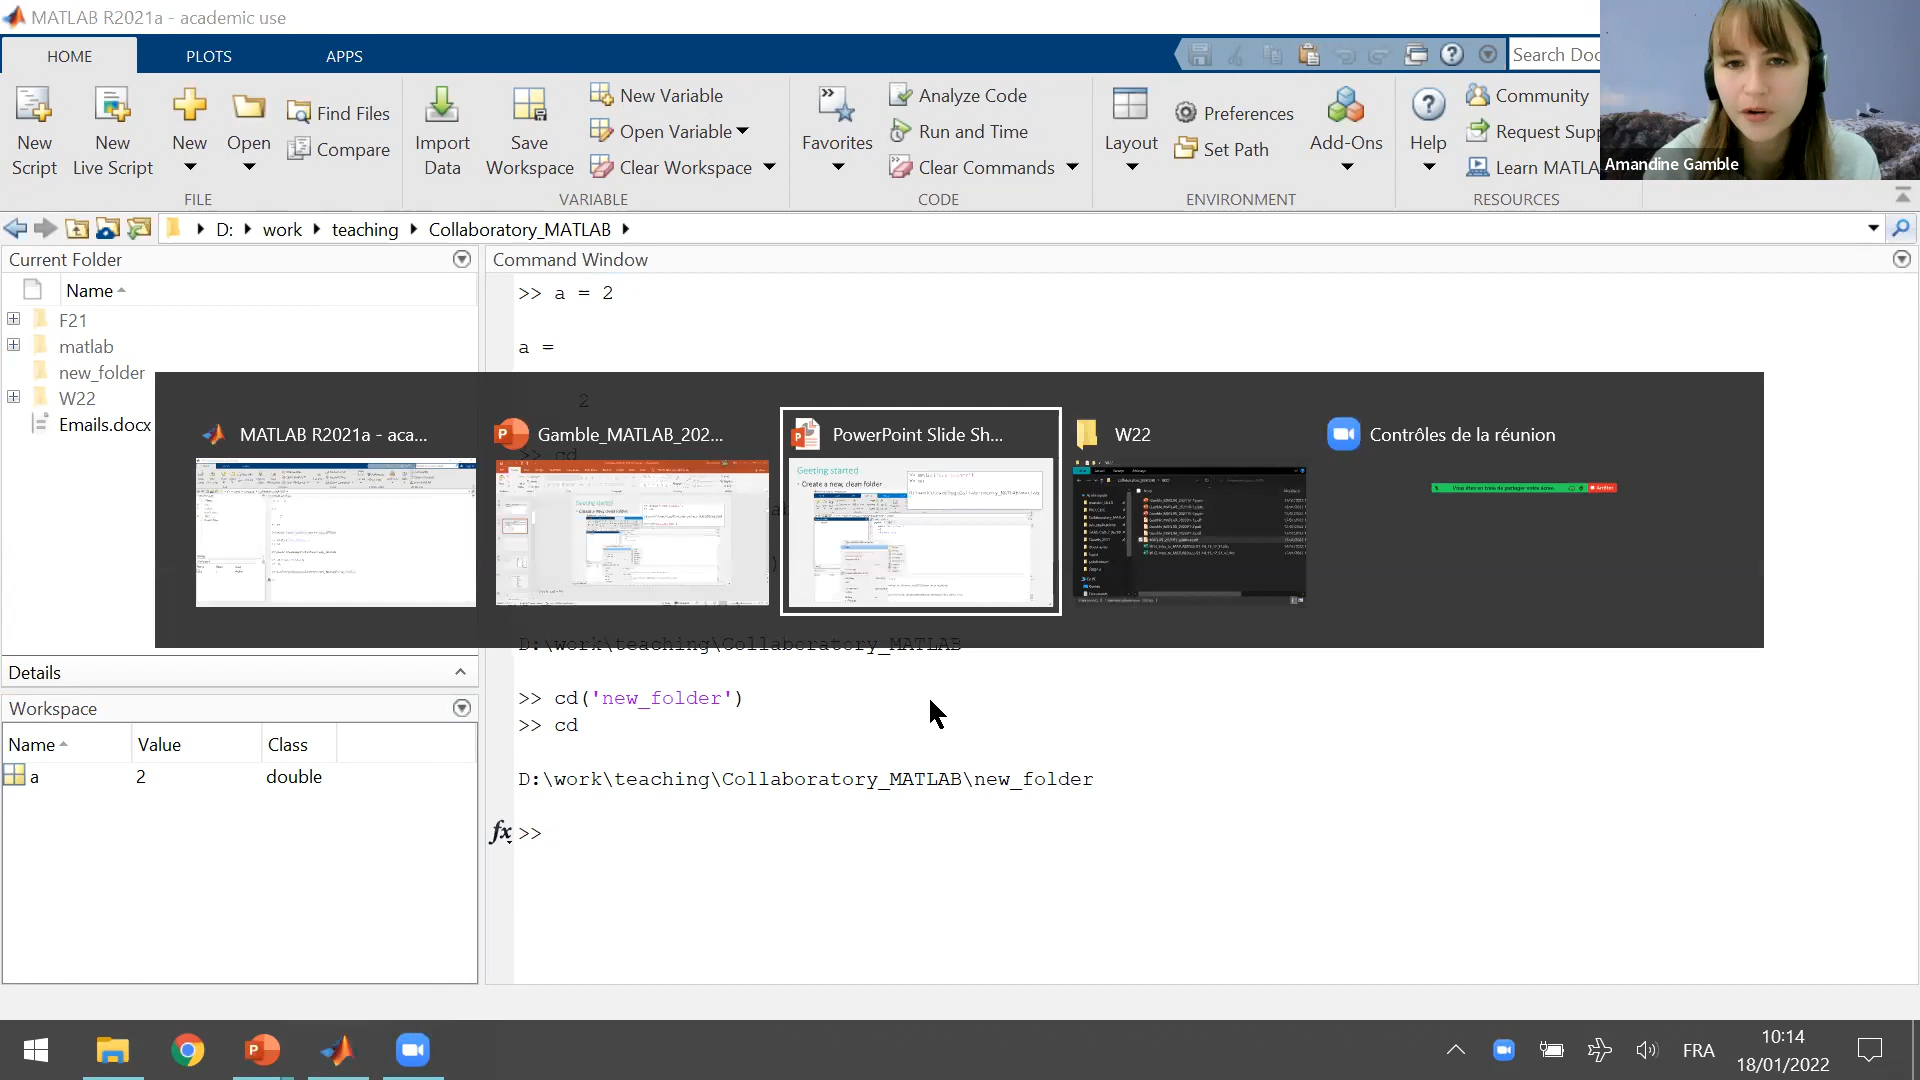 MATLAB R2021a - academic use
HOME
PLOTS
APPS
Search Doc
New Script
New Live Script
New
Open
Find Files
Compare
FILE
Import Data
Save Workspace
New Variable
Open Variable
Clear Workspace
VARIABLE
Favorites
Analyze Code
Run and Time
Clear Commands
CODE
Layout
Preferences
Set Path
Add-Ons
ENVIRONMENT
Help
Community
Request Supp
Learn MATLA
RESOURCES
Amandine Gamble
D: work teaching Collaboratory_MATLAB
Current Folder
Name
F21
matlab
new_folder
W22
Emails.docx
Command Window
>> a = 2
a =
2
MATLAB R2021a - aca...
Gamble_MATLAB_202...
PowerPoint Slide Sh...
W22
Contrôles de la réunion
>> cd
Geeting started
• Create a new, clean folder
D:\work\teaching\Collaboratory_MATLAB
>> cd('new_folder')
>> cd
D:\work\teaching\Collaboratory_MATLAB\new_folder
fx >>
Details
Workspace
Name Value Class
a 2 double
FRA
10:14
18/01/2022